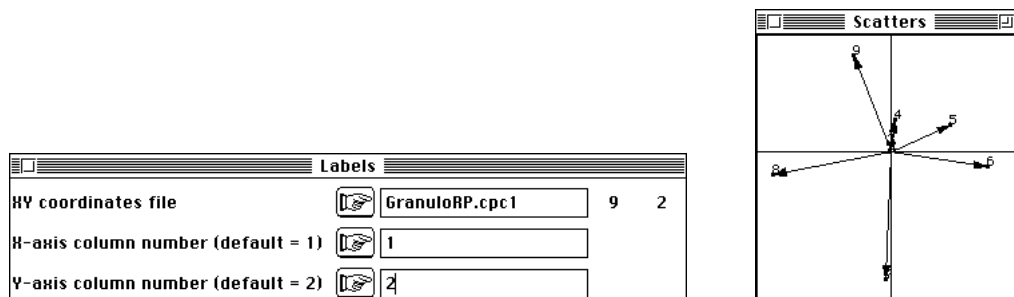 Scatters
9
4
5
8
6
Labels
XY coordinates file GranuloRP.cpc1 9 2
X-axis column number (default = 1) 1
Y-axis column number (default = 2) 2